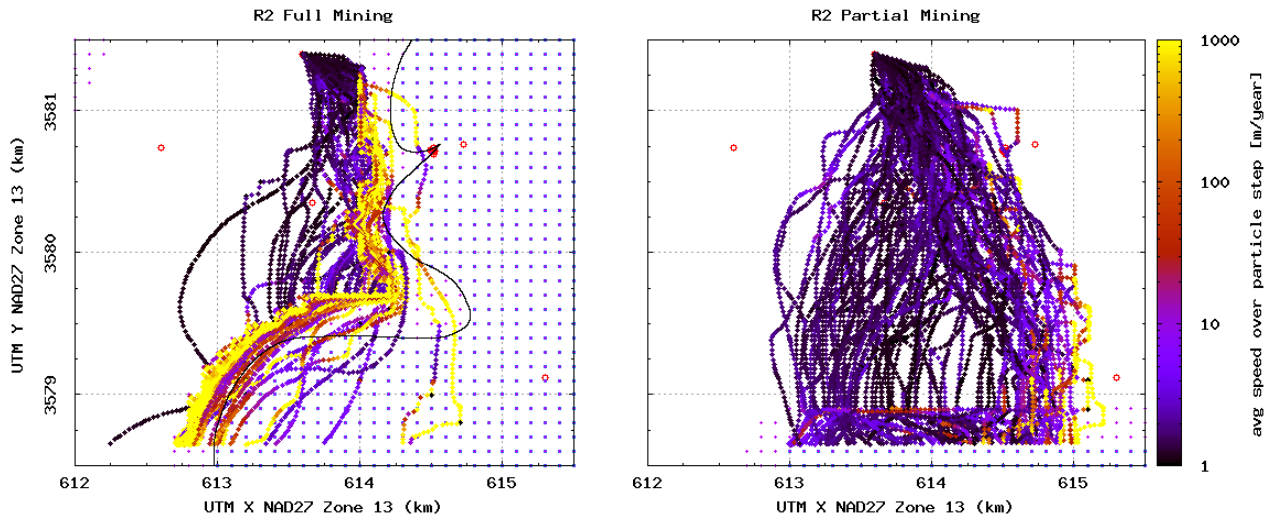 R2 Full Mining
R2 Partial Mining
UTM Y NAD27 Zone 13 (km)
3581
3580
3579
612
613
614
615
UTM X NAD27 Zone 13 (km)
612
613
614
615
UTM X NAD27 Zone 13 (km)
1000
100
10
1
avg speed over particle step [m/year]